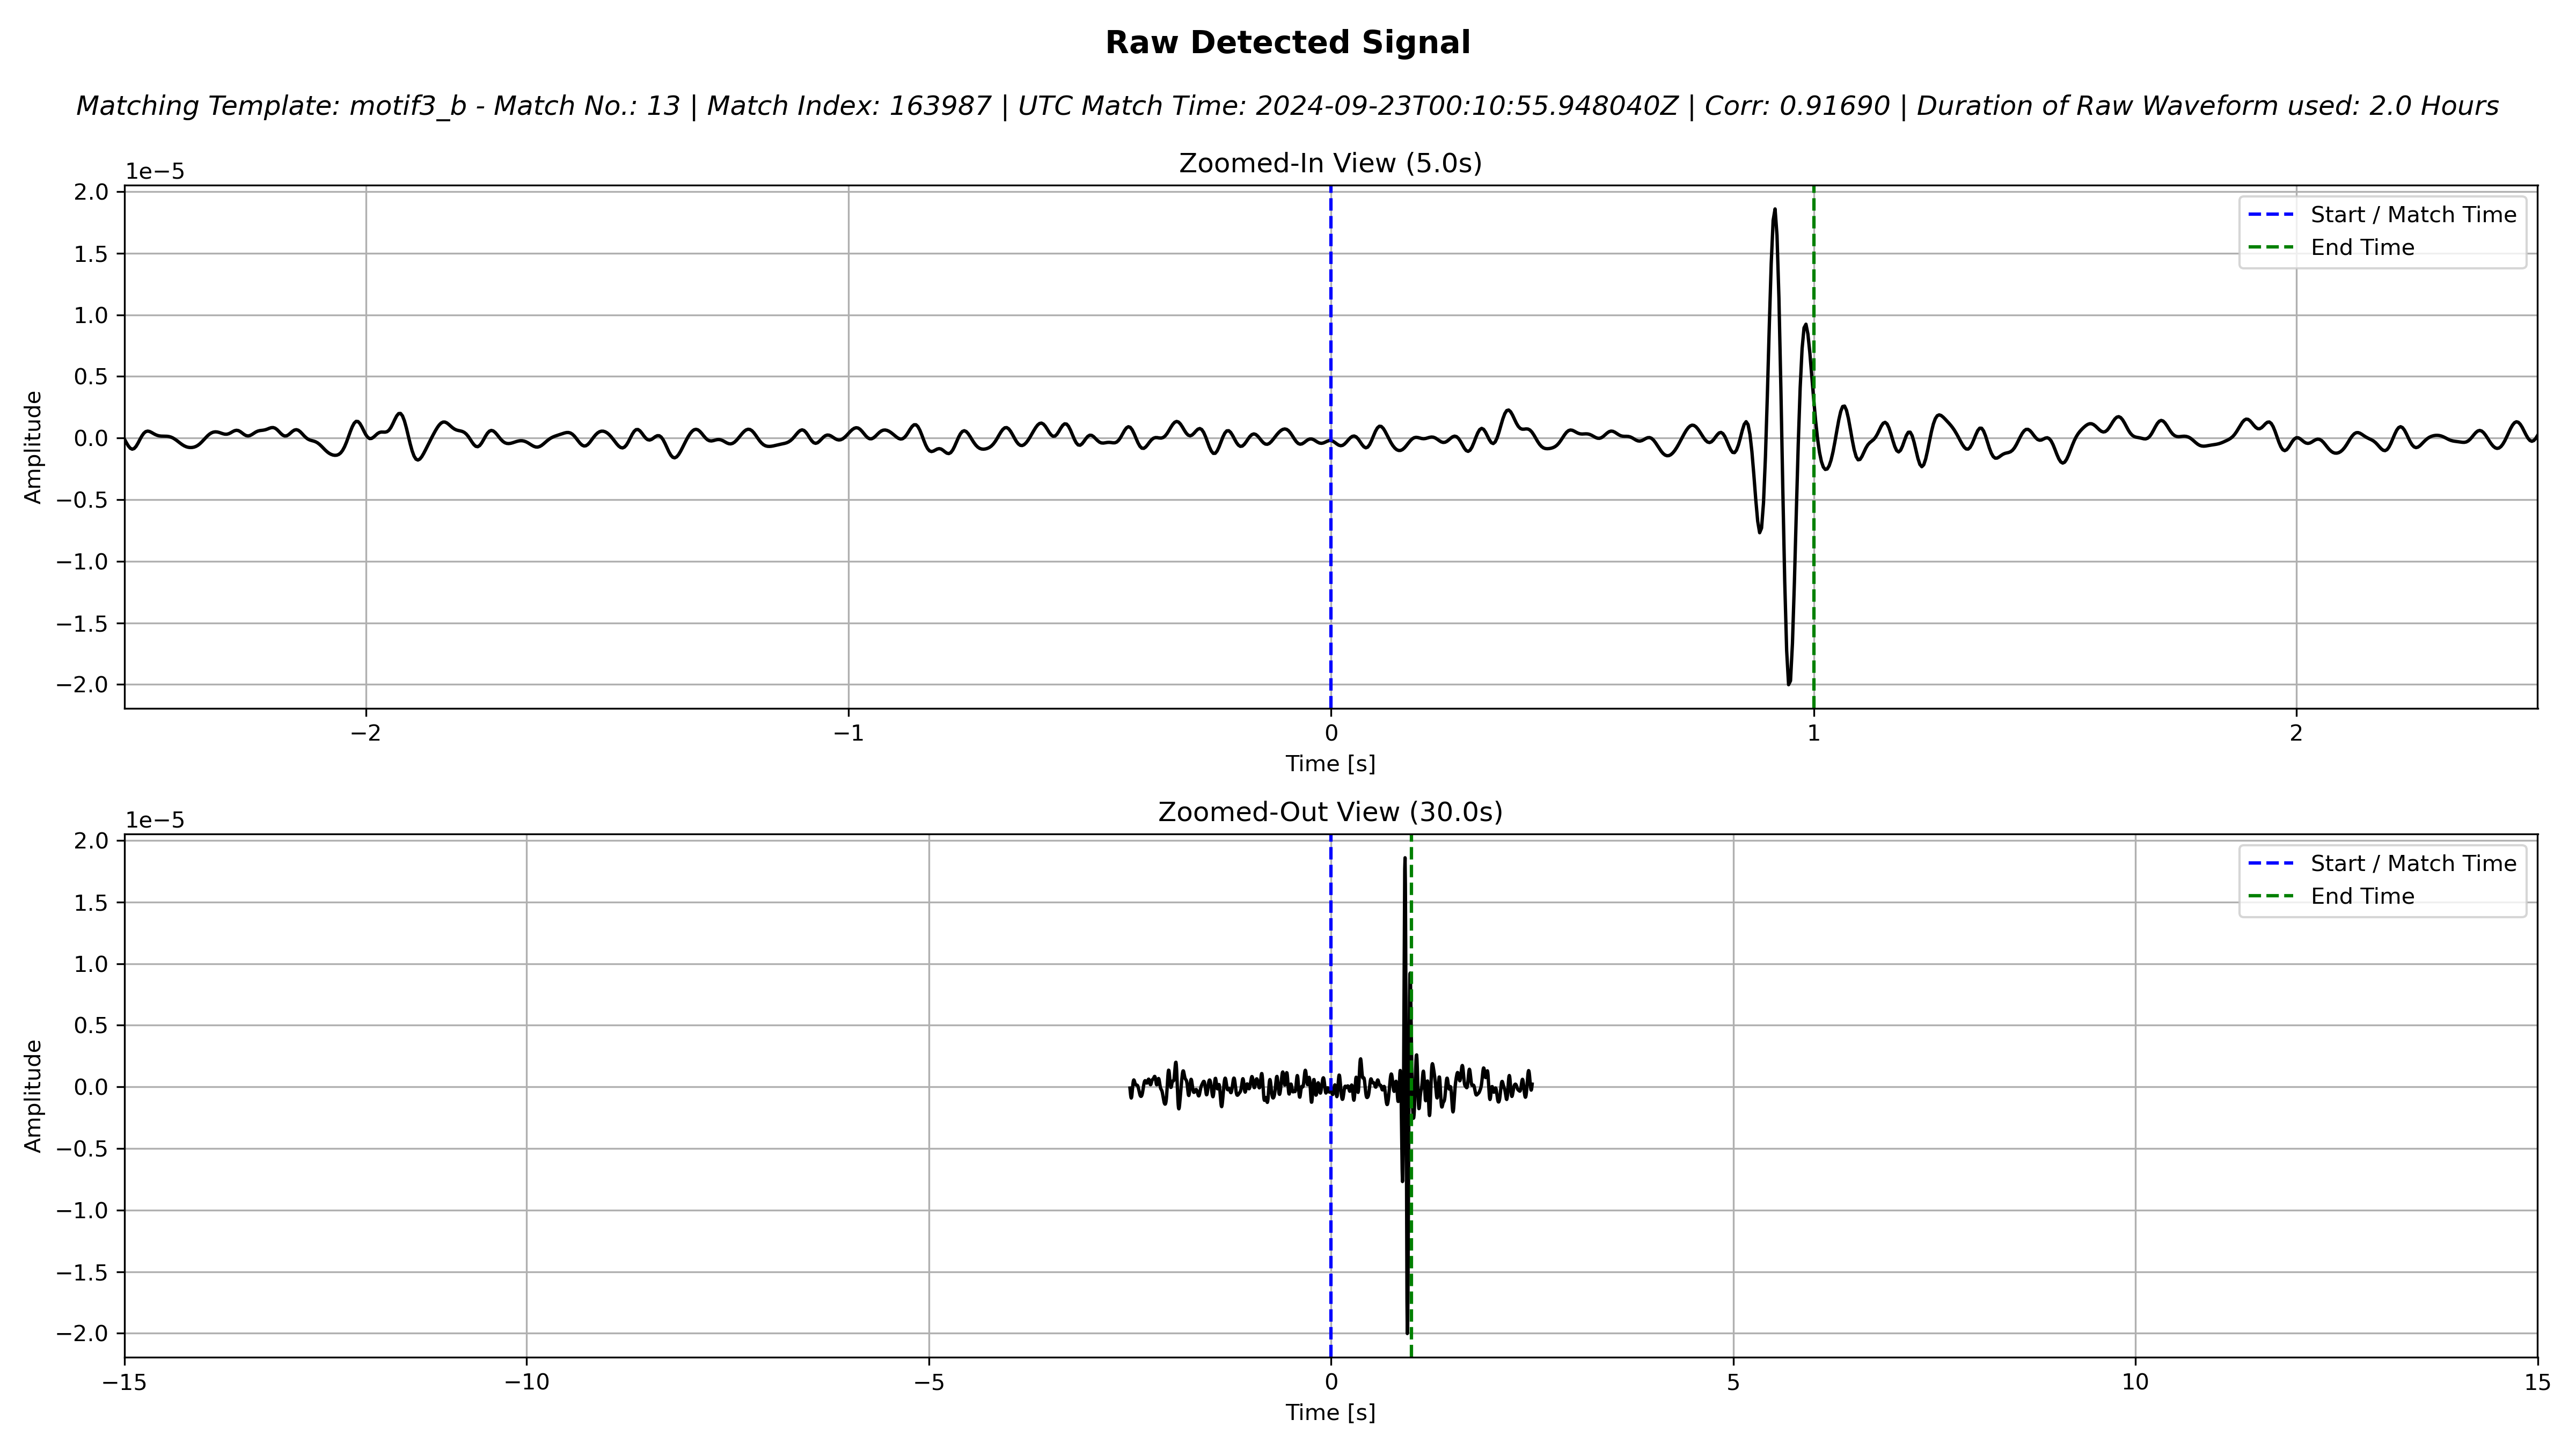 Raw Detected Signal
Matching Template: motif3_b - Match No.: 13 | Match Index: 163987 | UTC Match Time: 2024-09-23T00:10:55.948040Z | Corr: 0.91690 | Duration of Raw Waveform used: 2.0 Hours
Zoomed-In View (5.0s)
1e−5
2.0
1.5
1.0
0.5
0.0
−0.5
−1.0
−1.5
−2.0
Amplitude
Start / Match Time
End Time
−2
−1
0
1
2
Time [s]
Zoomed-Out View (30.0s)
1e−5
2.0
1.5
1.0
0.5
0.0
−0.5
−1.0
−1.5
−2.0
Amplitude
Start / Match Time
End Time
−15
−10
−5
0
5
10
15
Time [s]